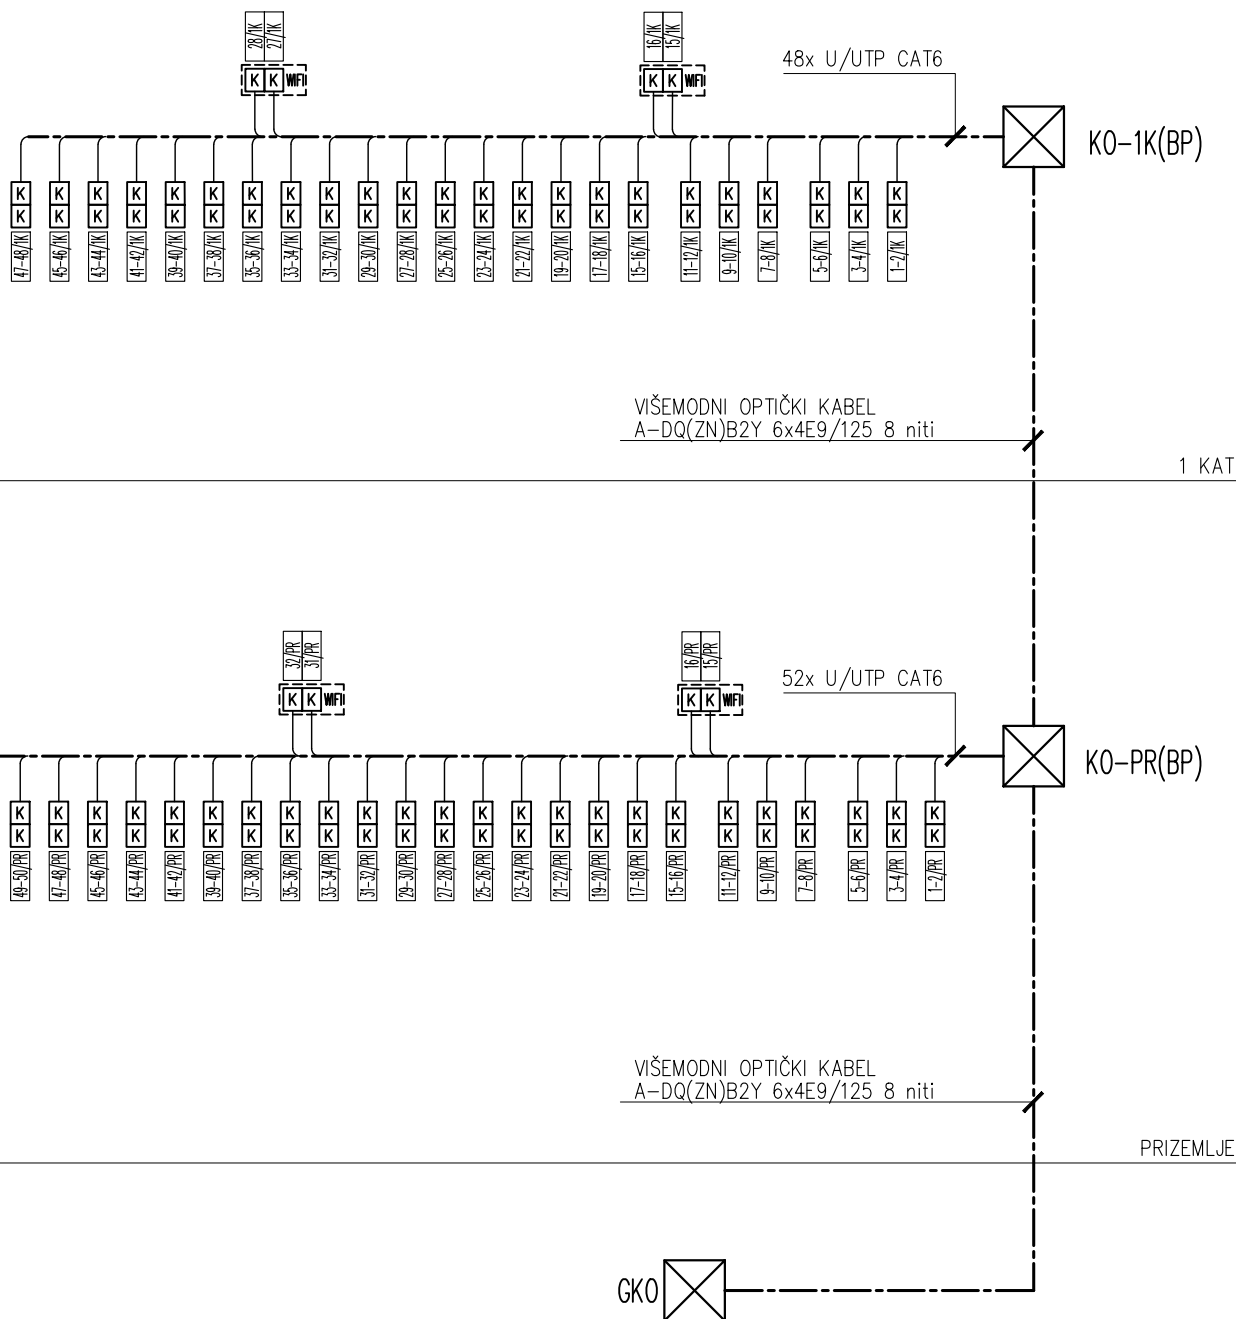 28/1K
27/1K
16/1K
15/1K
K K WIFI
K K WIFI
48x U/UTP CAT6
KO-1K(BP)
K K K K K K K K K K K K K K K K K K K K K K K
K K K K K K K K K K K K K K K K K K K K K K K
47-48/1K
45-46/1K
43-44/1K
41-42/1K
39-40/1K
37-38/1K
35-36/1K
33-34/1K
31-32/1K
29-30/1K
27-28/1K
25-26/1K
23-24/1K
21-22/1K
19-20/1K
17-18/1K
15-16/1K
11-12/1K
9-10/1K
7-8/1K
5-6/1K
3-4/1K
1-2/1K
VIŠEMODNI OPTIČKI KABEL
A-DQ(ZN)B2Y 6x4E9/125 8 niti
1 KAT
32/PR
31/PR
16/PR
15/PR
K K WIFI
K K WIFI
52x U/UTP CAT6
KO-PR(BP)
K K K K K K K K K K K K K K K K K K K K K K K K
K K K K K K K K K K K K K K K K K K K K K K K K
49-50/PR
47-48/PR
45-46/PR
43-44/PR
41-42/PR
39-40/PR
37-38/PR
35-36/PR
33-34/PR
31-32/PR
29-30/PR
27-28/PR
25-26/PR
23-24/PR
21-22/PR
19-20/PR
17-18/PR
15-16/PR
11-12/PR
9-10/PR
7-8/PR
5-6/PR
3-4/PR
1-2/PR
VIŠEMODNI OPTIČKI KABEL
A-DQ(ZN)B2Y 6x4E9/125 8 niti
PRIZEMLJE
GKO